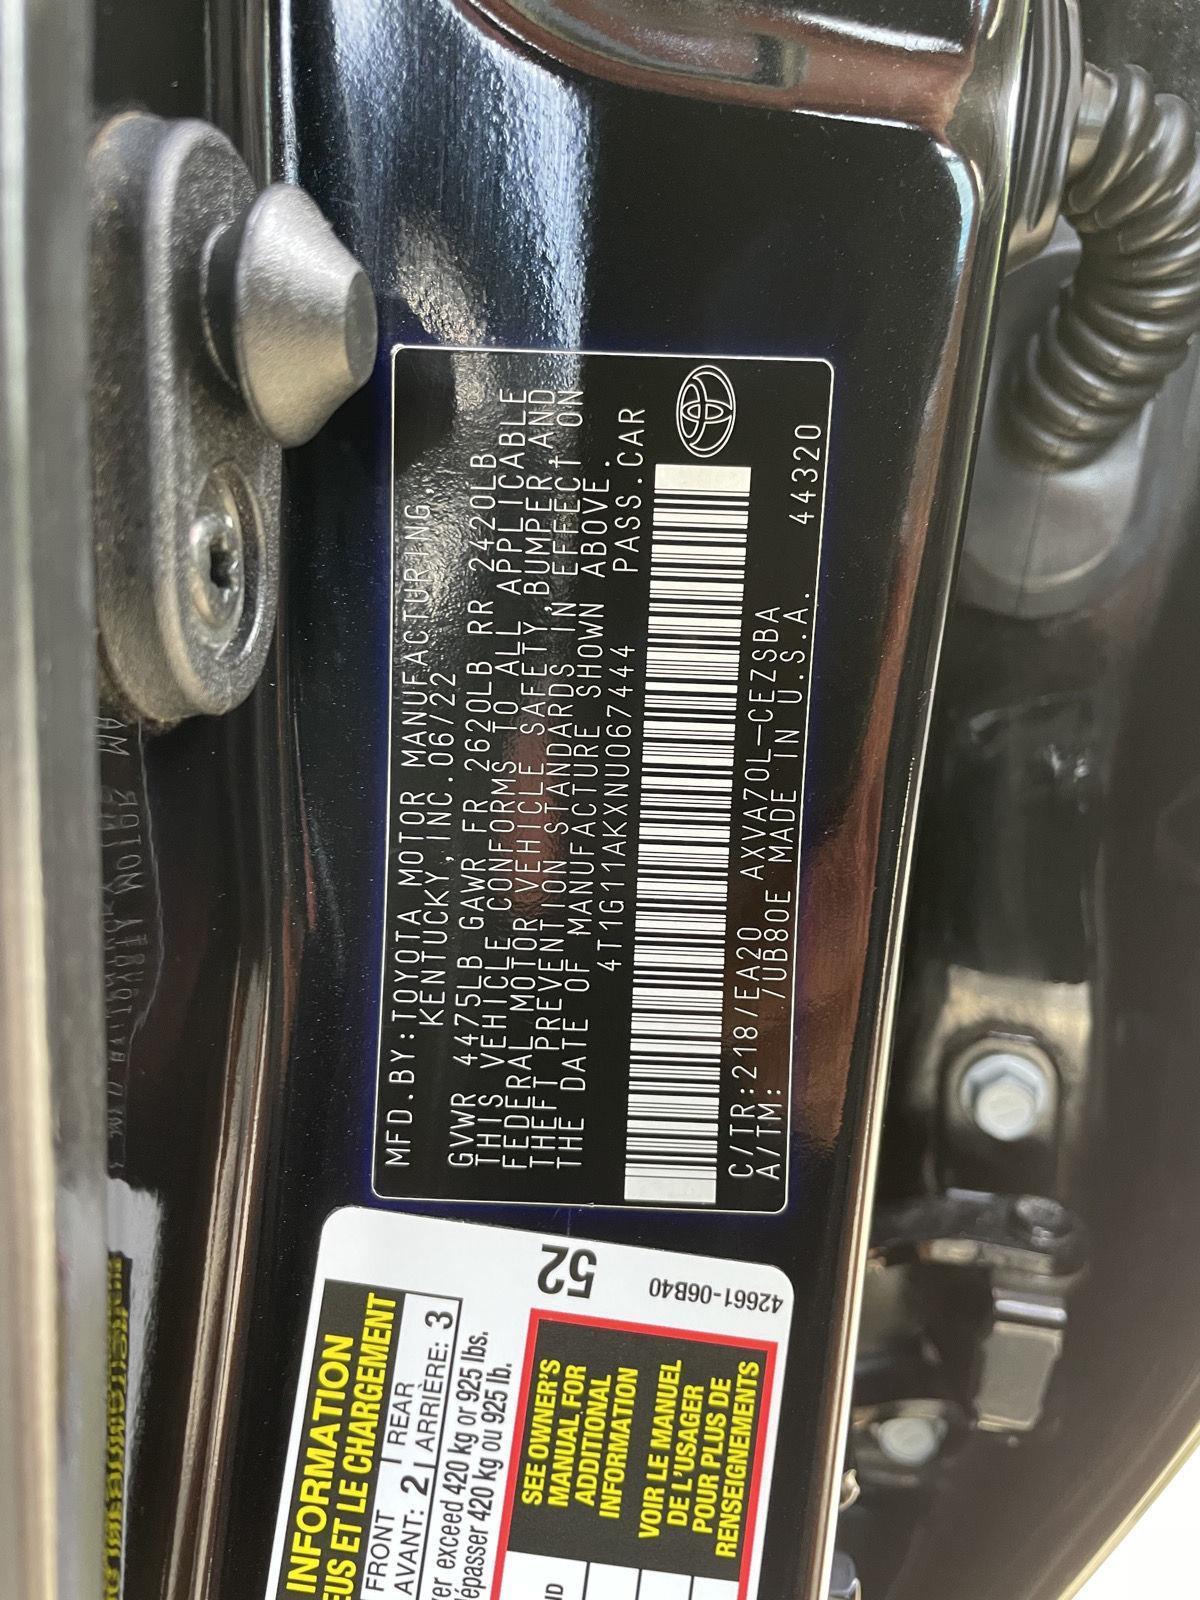 MFD.BY:TOYOTA MOTOR MANUFACTURING,
KENTUCKY,INC.06/22
GVWR 4475LB GAWR FR 2620LB RR 2420LB
THIS VEHICLE CONFORMS TO ALL APPLICABLE
FEDERAL MOTOR VEHICLE SAFETY,BUMPER,AND
THEFT PREVENTION STANDARDS IN EFFECT ON
THE DATE OF MANUFACTURE SHOWN ABOVE.
4T1G11AKXNU067444 PASS.CAR
C/TR:218/EA20 AXVA70L-CEZSBA
A/TM: /UB80E MADE IN U.S.A. 44320
INFORMATION
ET LE CHARGEMENT
FRONT REAR
AVANT: 2 ARRIÈRE: 3
exceed 420 kg or 925 lbs.
420 kg ou 925 lb.
SEE OWNER'S
MANUAL FOR
ADDITIONAL
INFORMATION
VOIR LE MANUEL
DE L'USAGER
POUR PLUS DE
RENSEIGNEMENTS
52
42661-06B40